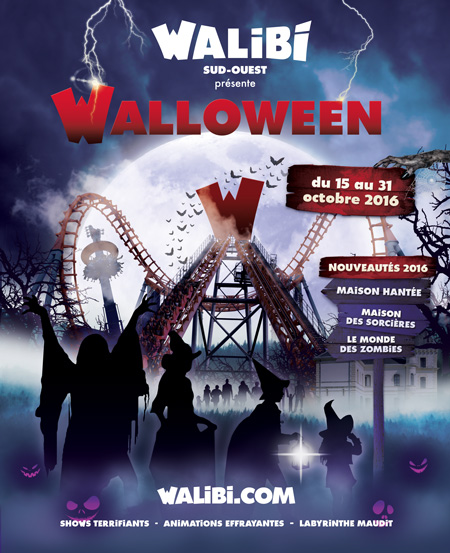 WALiBi
SUD-OUEST
présente
WALLOWEEN
W
du 15 au 31
octobre 2016
NOUVEAUTÉS 2016
MAISON HANTÉE
MAISON
DES SORCIÈRES
LE MONDE
DES ZOMBIES
WALiBi.COM
SHOWS TERRIFIANTS - ANIMATIONS EFFRAYANTES - LABYRINTHE MAUDIT